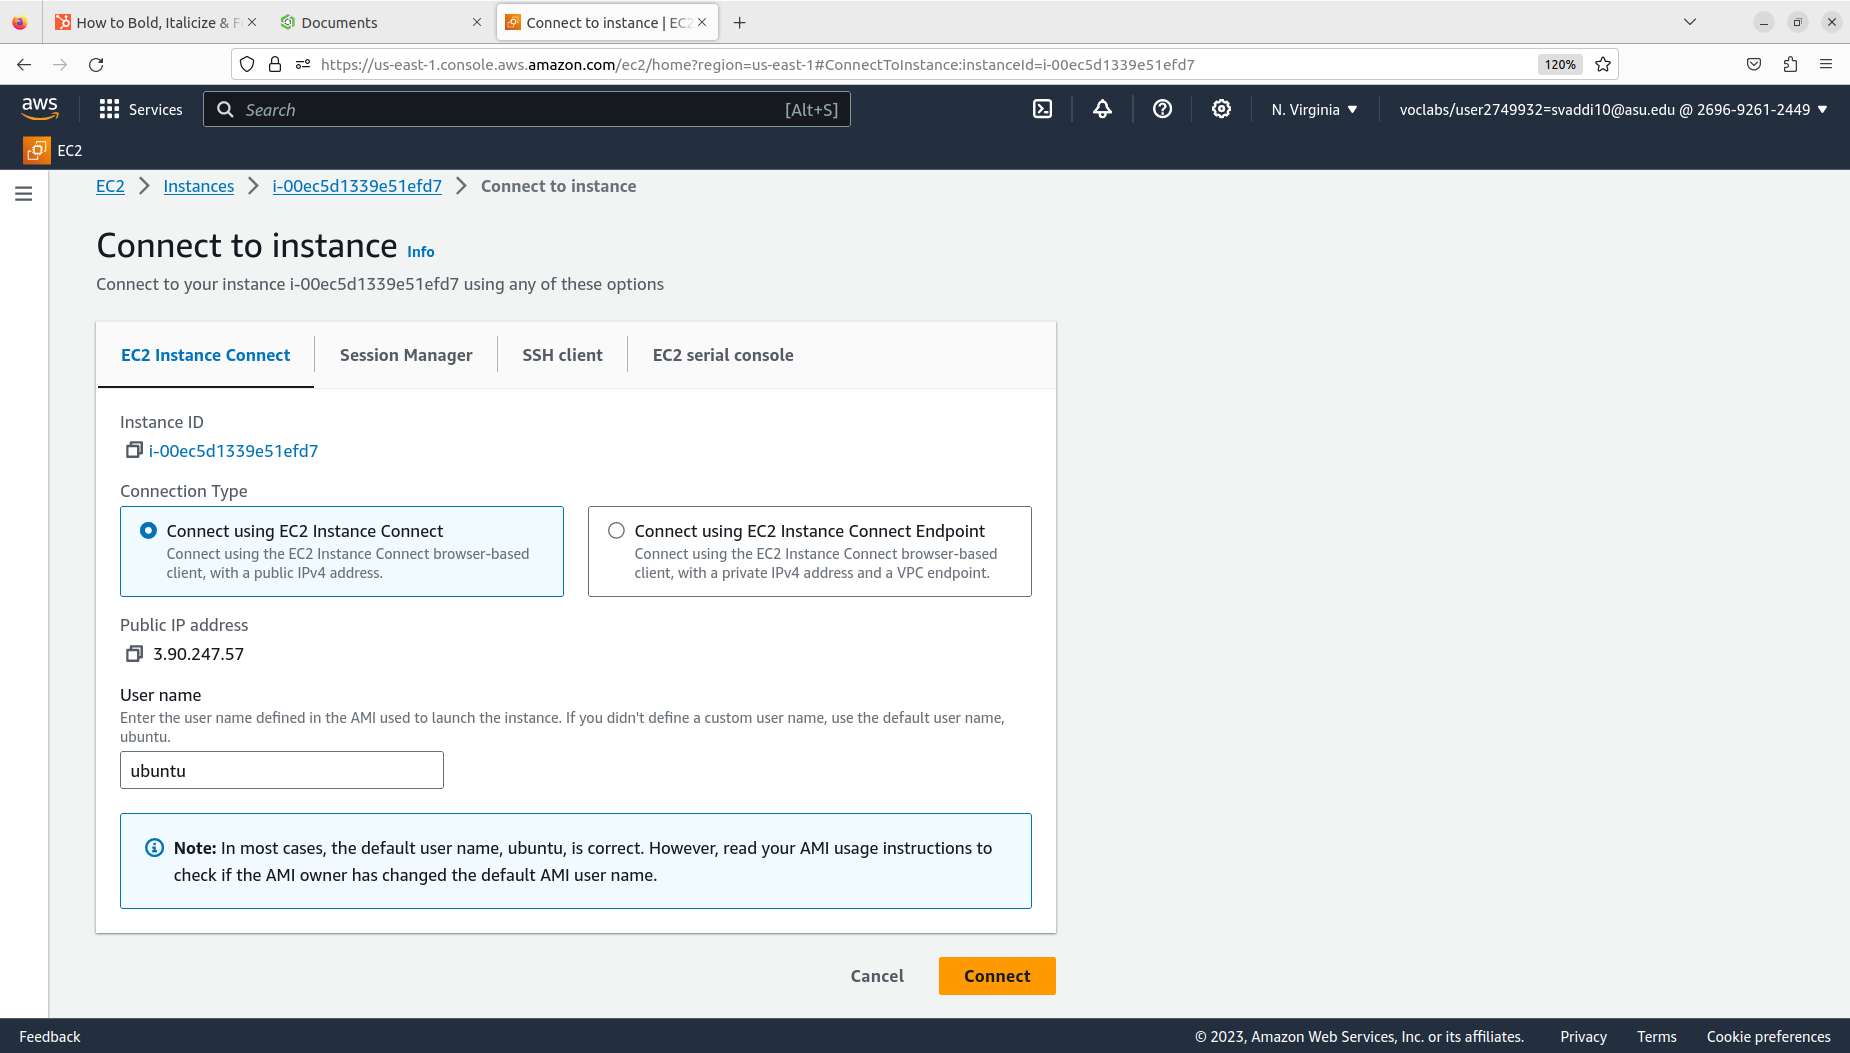 How to Bold, Italicize & F
Documents
Connect to instance | EC2
https://us-east-1.console.aws.amazon.com/ec2/home?region=us-east-1#ConnectToInstance:instanceId=i-00ec5d1339e51efd7
120%
aws
Services
Search
[Alt+S]
N. Virginia
voclabs/user2749932=svaddi10@asu.edu @ 2696-9261-2449
EC2
EC2 > Instances > i-00ec5d1339e51efd7 > Connect to instance
Connect to instance Info
Connect to your instance i-00ec5d1339e51efd7 using any of these options
EC2 Instance Connect
Session Manager
SSH client
EC2 serial console
Instance ID
i-00ec5d1339e51efd7
Connection Type
Connect using EC2 Instance Connect
Connect using the EC2 Instance Connect browser-based
client, with a public IPv4 address.
Connect using EC2 Instance Connect Endpoint
Connect using the EC2 Instance Connect browser-based
client, with a private IPv4 address and a VPC endpoint.
Public IP address
3.90.247.57
User name
Enter the user name defined in the AMI used to launch the instance. If you didn't define a custom user name, use the default user name,
ubuntu.
ubuntu
Note: In most cases, the default user name, ubuntu, is correct. However, read your AMI usage instructions to
check if the AMI owner has changed the default AMI user name.
Cancel
Connect
Feedback
© 2023, Amazon Web Services, Inc. or its affiliates.
Privacy
Terms
Cookie preferences